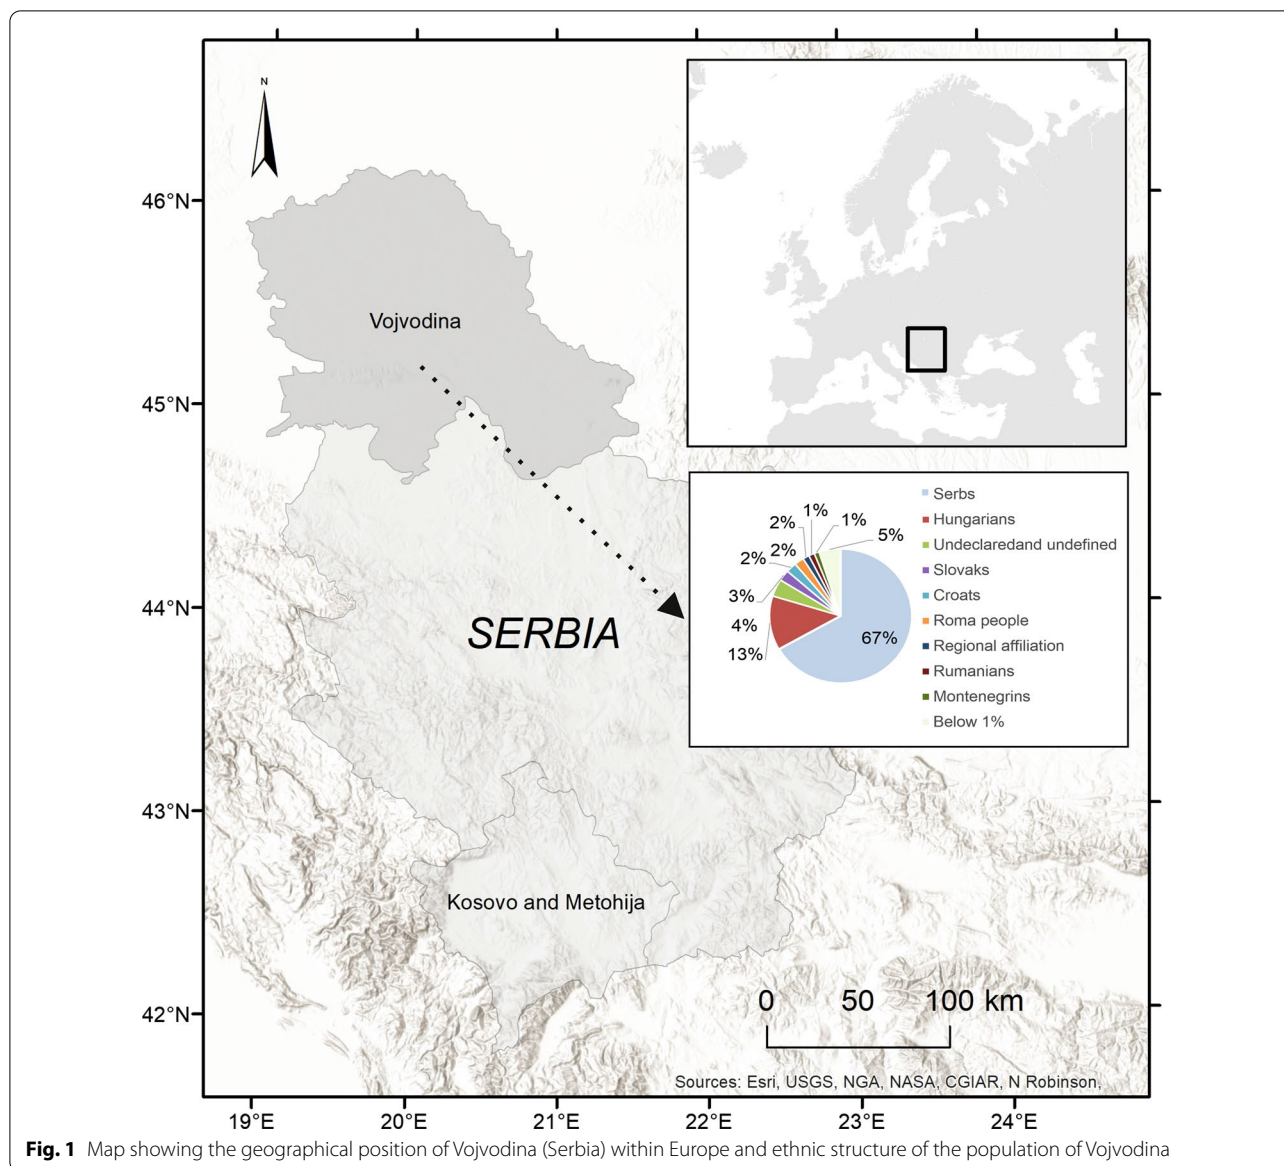 N
46°N
45°N
44°N
43°N
42°N
Vojvodina
SERBIA
Kosovo and Metohija
1%
2%
1%
5%
2%
2%
3%
4%
13%
67%
Serbs
Hungarians
Undeclaredand undefined
Slovaks
Croats
Roma people
Regional affiliation
Rumanians
Montenegrins
Below 1%
0 50 100 km
Sources: Esri, USGS, NGA, NASA, CGIAR, N Robinson,
19°E 20°E 21°E 22°E 23°E 24°E
Fig. 1 Map showing the geographical position of Vojvodina (Serbia) within Europe and ethnic structure of the population of Vojvodina